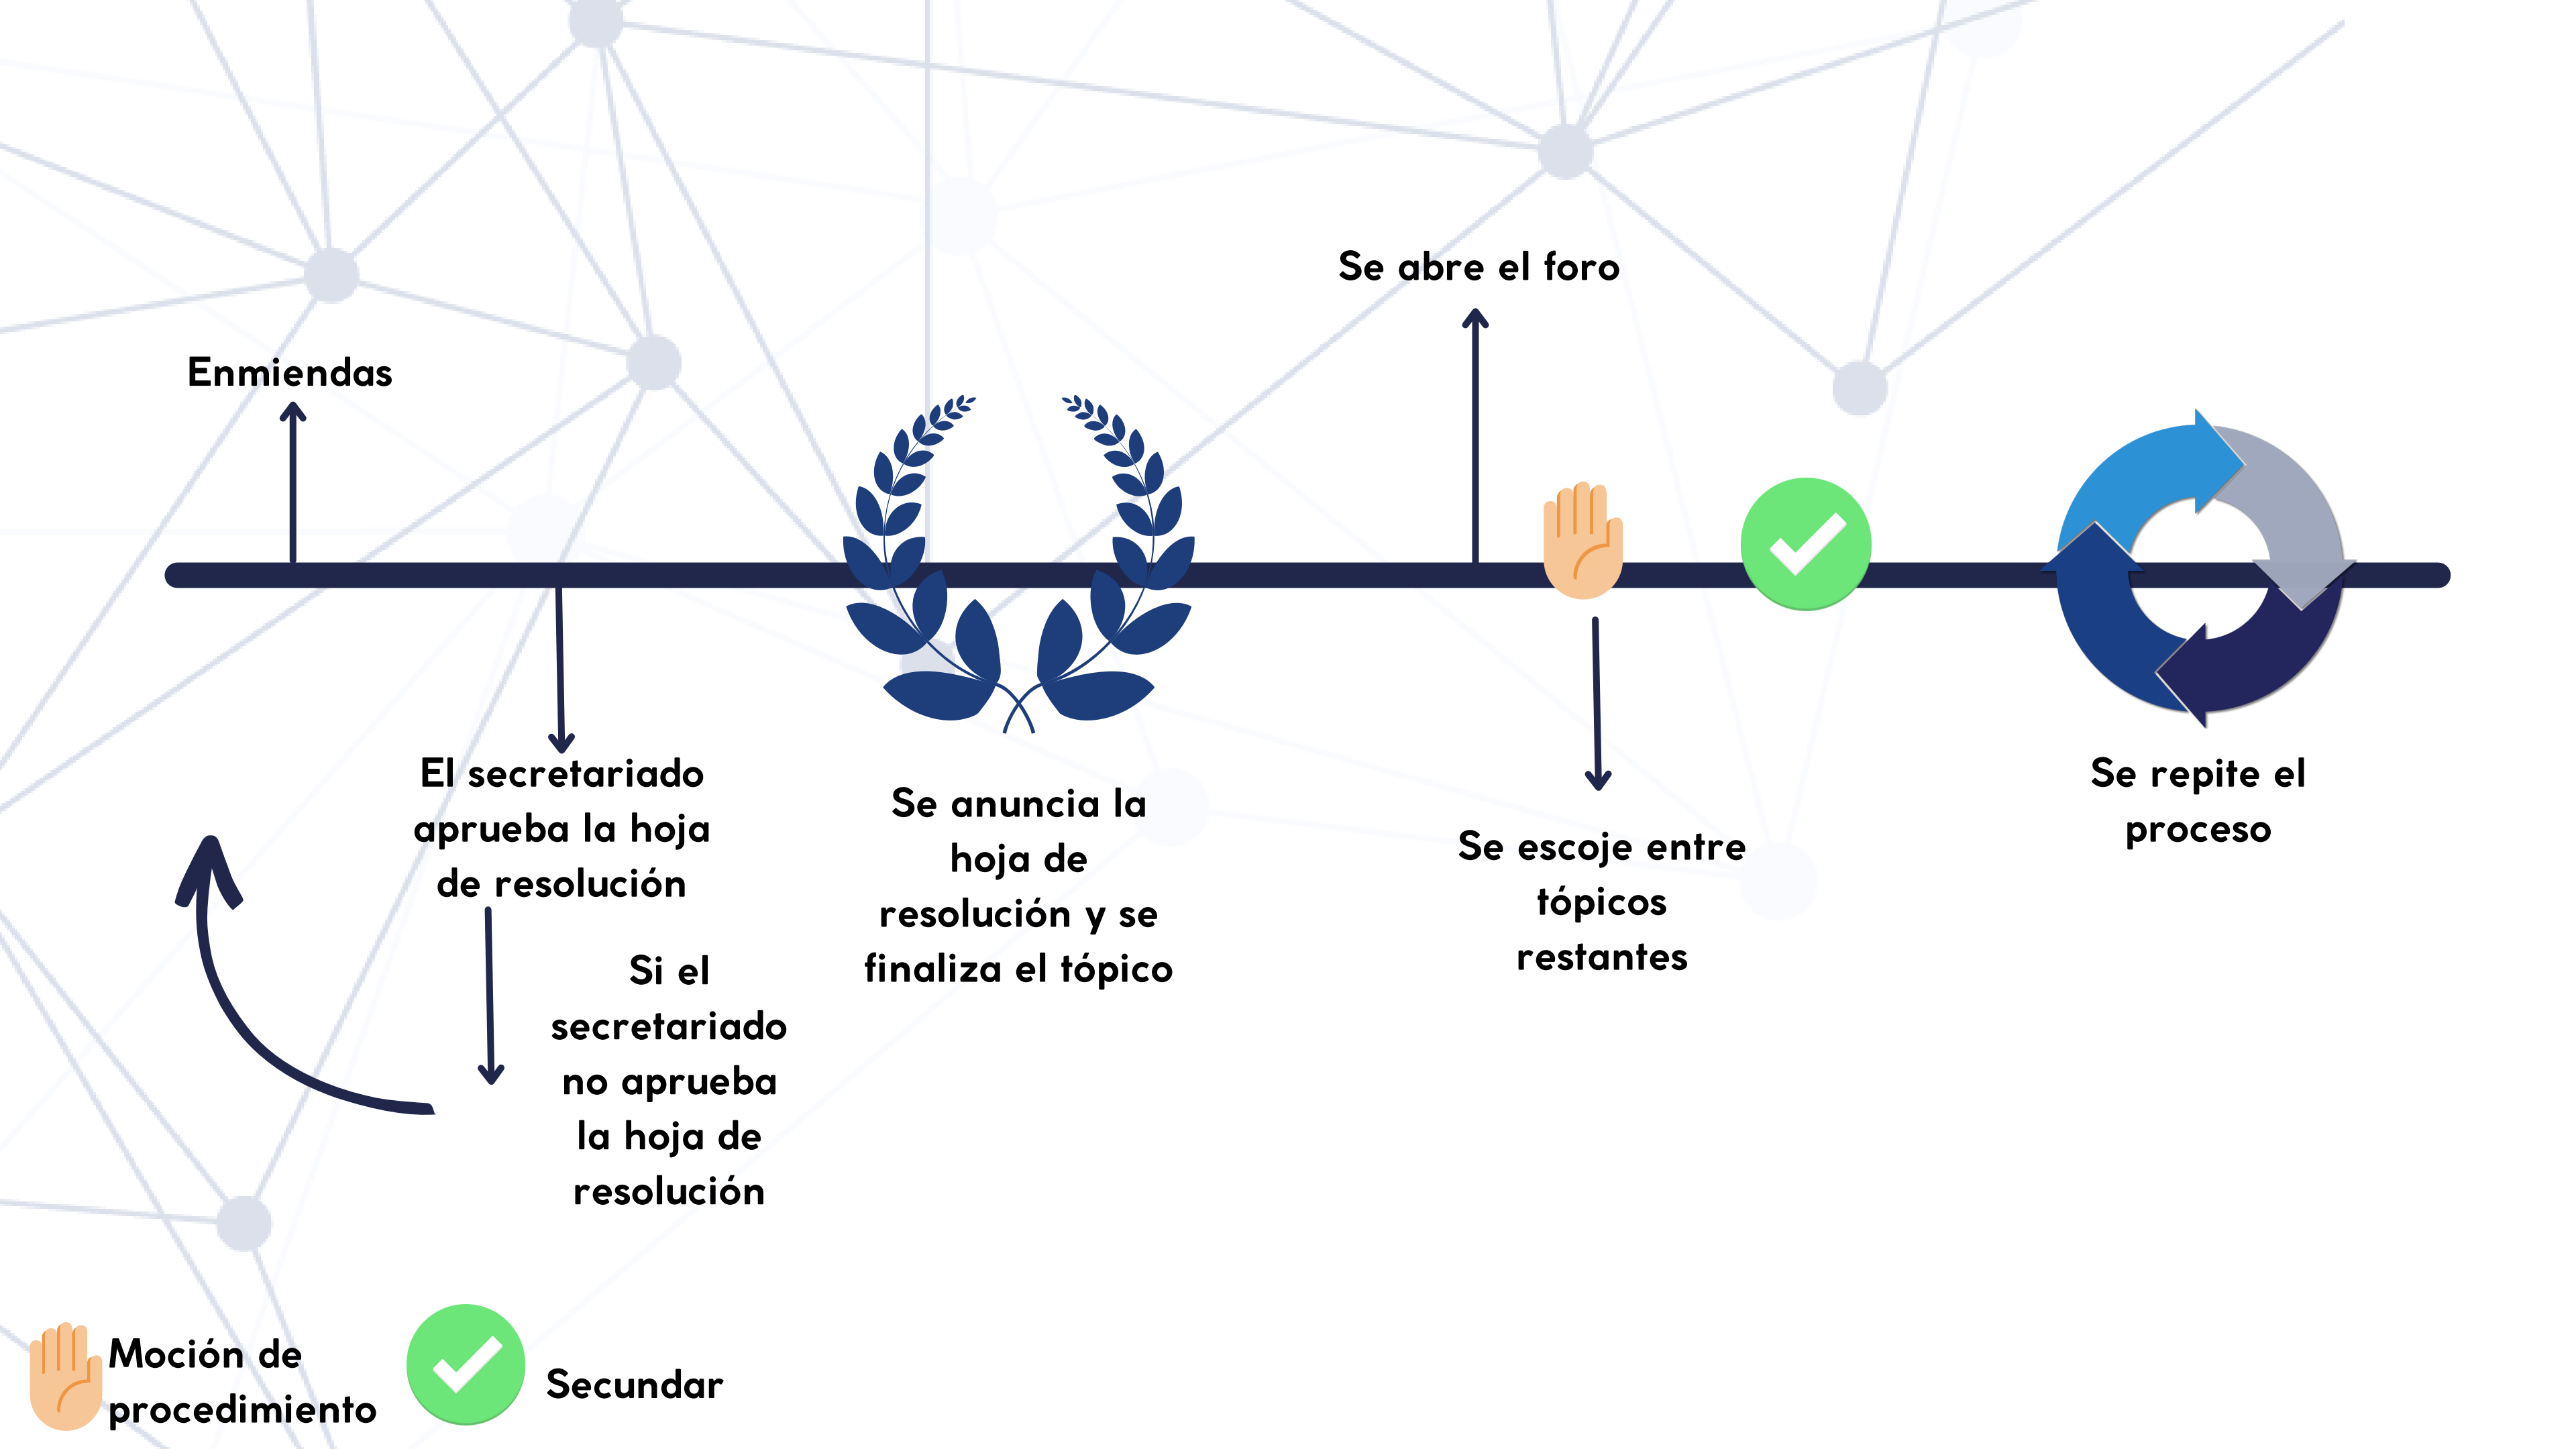 Enmiendas
El secretariado
aprueba la hoja
de resolución
Si el
secretariado
no aprueba
la hoja de
resolución
Se anuncia la
hoja de
resolución y se
finaliza el tópico
Se abre el foro
Se escoje entre
tópicos
restantes
Se repite el
proceso
Moción de
procedimiento
Secundar